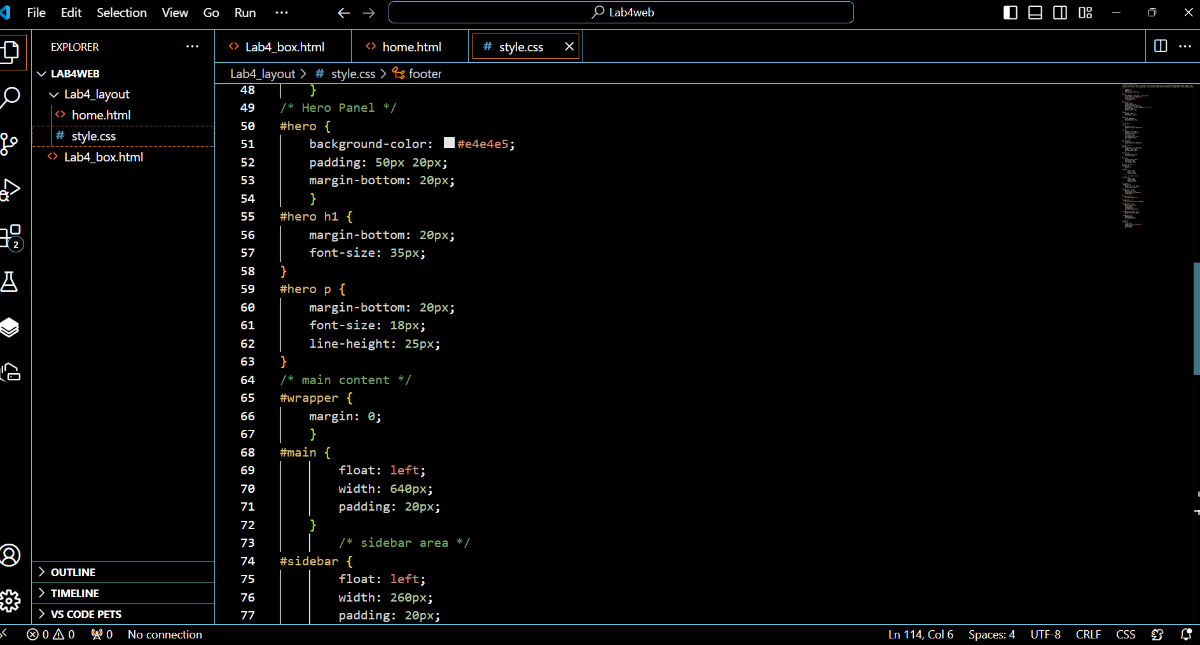 File Edit Selection View Go Run ··· Lab4web
EXPLORER ···
LAB4WEB
Lab4_layout
<> home.html
# style.css
<> Lab4_box.html
2
OUTLINE
TIMELINE
VS CODE PETS
<> Lab4_box.html <> home.html # style.css ···
Lab4_layout > # style.css > footer
48 }
49 /* Hero Panel */
50 #hero {
51 background-color: #e4e4e5;
52 padding: 50px 20px;
53 margin-bottom: 20px;
54 }
55 #hero h1 {
56 margin-bottom: 20px;
57 font-size: 35px;
58 }
59 #hero p {
60 margin-bottom: 20px;
61 font-size: 18px;
62 line-height: 25px;
63 }
64 /* main content */
65 #wrapper {
66 margin: 0;
67 }
68 #main {
69 float: left;
70 width: 640px;
71 padding: 20px;
72 }
73 /* sidebar area */
74 #sidebar {
75 float: left;
76 width: 260px;
77 padding: 20px;
0 0 0 No connection Ln 114, Col 6 Spaces: 4 UTF-8 CRLF CSS